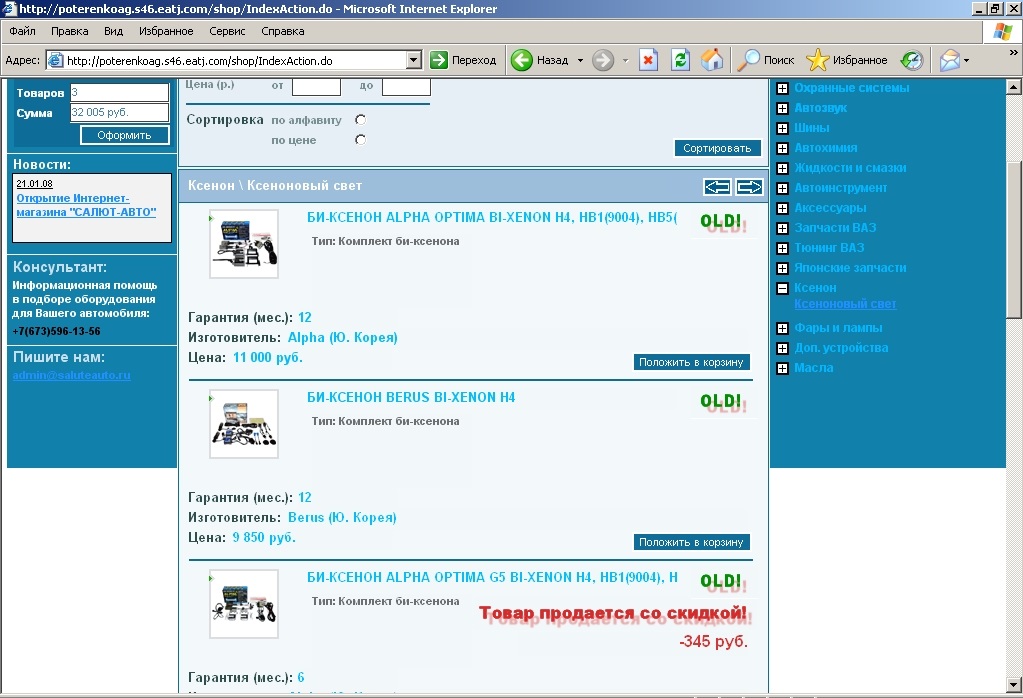 http://poterenkoag.s46.eatj.com/shop/IndexAction.do - Microsoft Internet Explorer
Файл Правка Вид Избранное Сервис Справка
Адрес: http://poterenkoag.s46.eatj.com/shop/IndexAction.do Переход Назад Поиск Избранное
Товаров 3
Сумма 32 005 руб.
Оформить
Новости:
21.01.08
Открытие Интернет-
магазина "САЛЮТ-АВТО"
Консультант:
Информационная помощь
в подборе оборудования
для Вашего автомобиля:
+7(673)596-13-56
Пишите нам:
admin@saluteauto.ru
Цена (р.) от до
Сортировка по алфавиту
по цене
Сортировать
Ксенон \ Ксеноновый свет
БИ-КСЕНОН ALPHA OPTIMA BI-XENON H4, HB1(9004), HB5(
OLD!
Тип: Комплект би-ксенона
Гарантия (мес.): 12
Изготовитель: Alpha (Ю. Корея)
Цена: 11 000 руб.
Положить в корзину
БИ-КСЕНОН BERUS BI-XENON H4
OLD!
Тип: Комплект би-ксенона
Гарантия (мес.): 12
Изготовитель: Berus (Ю. Корея)
Цена: 9 850 руб.
Положить в корзину
БИ-КСЕНОН ALPHA OPTIMA G5 BI-XENON H4, HB1(9004), H
OLD!
Тип: Комплект би-ксенона
Товар продается со скидкой!
-345 руб.
Гарантия (мес.): 6
Охранные системы
Автозвук
Шины
Автохимия
Жидкости и смазки
Автоинструмент
Аксессуары
Запчасти ВАЗ
Тюнинг ВАЗ
Японские запчасти
Ксенон
Ксеноновый свет
Фары и лампы
Доп. устройства
Масла